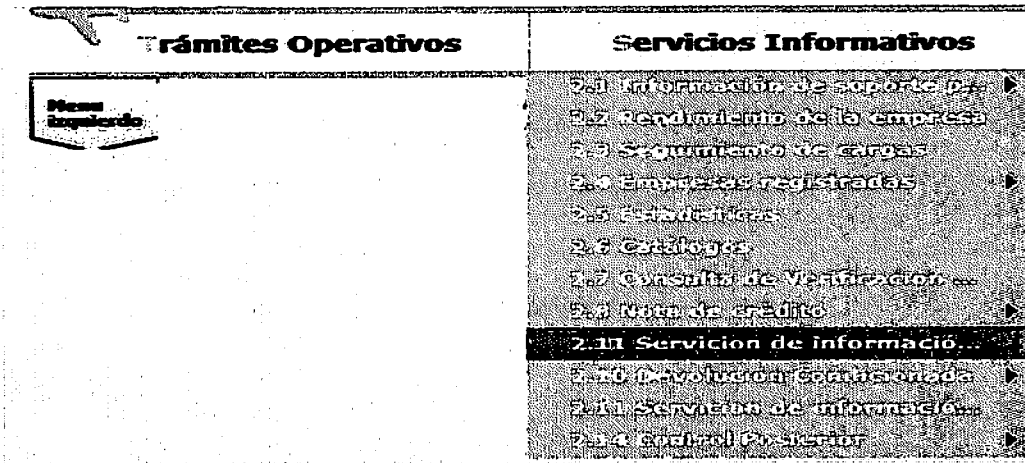 Trámites Operativos
Servicios Informativos
Menu
izquierdo
2.1 Información de soporte p...
2.2 Rendimiento de la empresa
2.3 Seguimiento de cargas
2.4 Empresas registradas
2.5 Estadísticas
2.6 Catálogos
2.7 Consulta de Verificación ...
2.8 Nota de crédito
2.11 Servicion de informació...
2.10 Devolución Condicionada
2.11 Servicion de informació...
2.14 Control Posterior